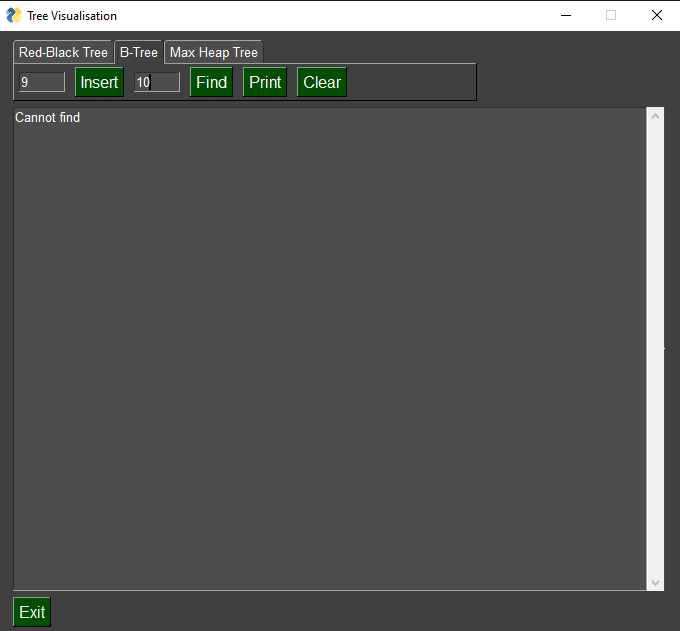 Tree Visualisation
Red-Black Tree B-Tree Max Heap Tree
9 Insert 10 Find Print Clear
Cannot find
Exit